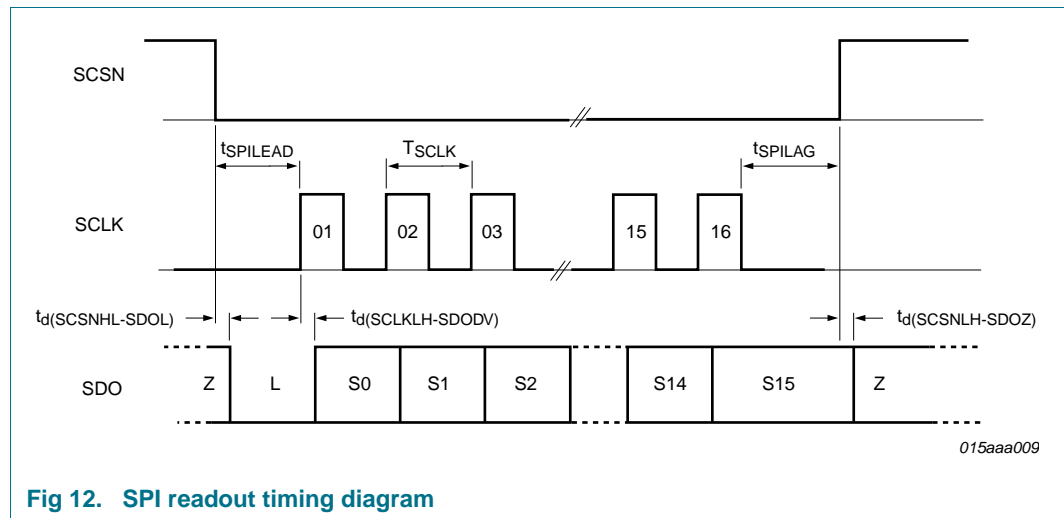 SCSN
tSPILEAD
TSCLK
tSPILAG
SCLK
01 02 03 15 16
td(SCSNHL-SDOL) td(SCLKLH-SDODV) td(SCSNLH-SDOZ)
SDO
Z L S0 S1 S2 S14 S15 Z
015aaa009
Fig 12. SPI readout timing diagram